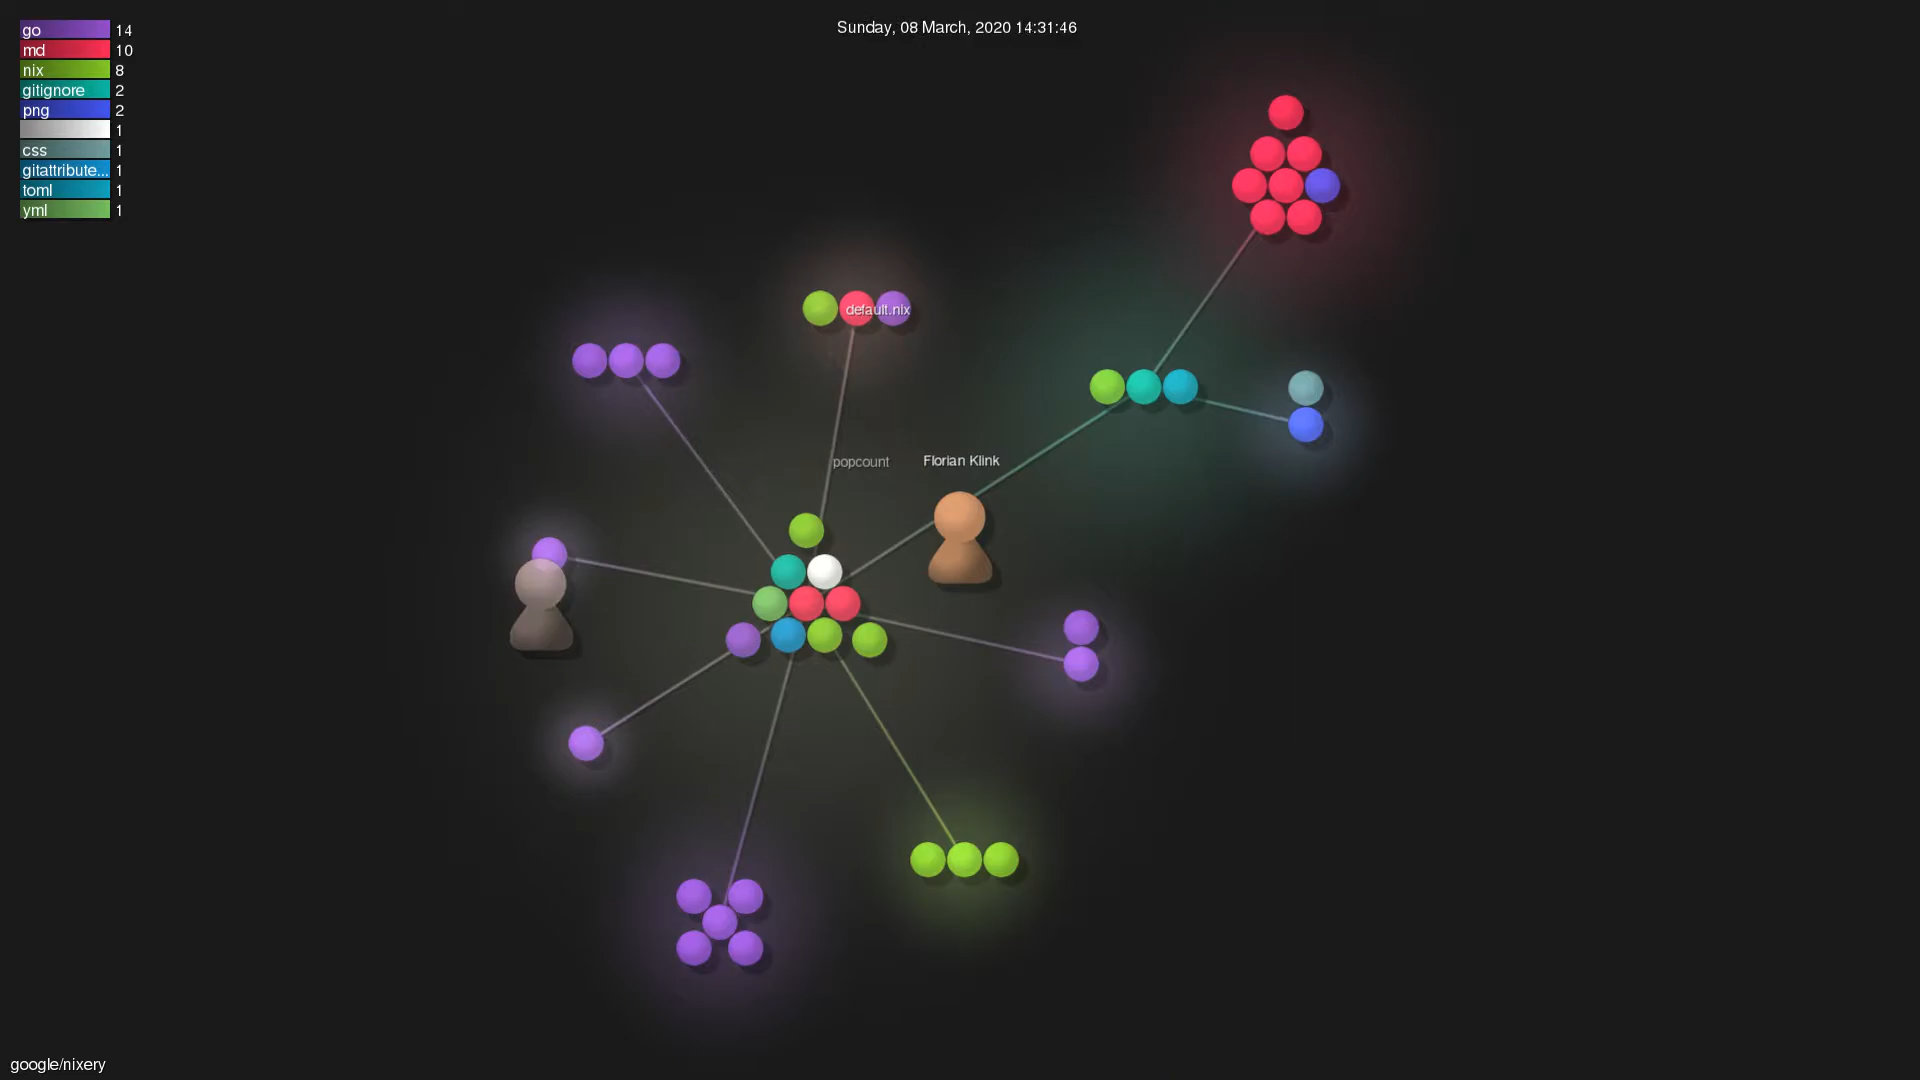 Sunday, 08 March, 2020 14:31:46
go 14
md 10
nix 8
gitignore 2
png 2
1
css 1
gitattribute... 1
toml 1
yml 1
default.nix
popcount
Florian Klink
google/nixery